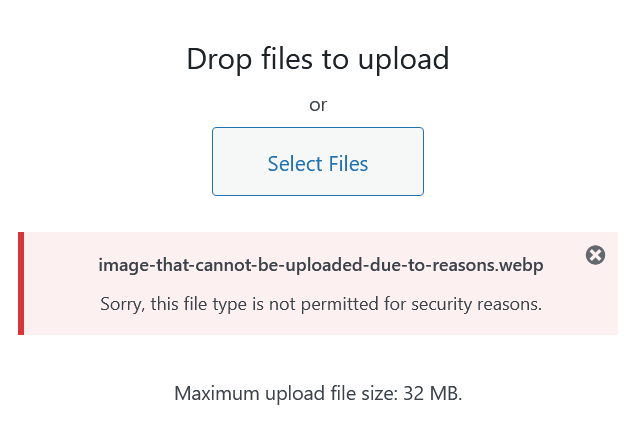 Drop files to upload
or
Select Files
image-that-cannot-be-uploaded-due-to-reasons.webp
Sorry, this file type is not permitted for security reasons.
Maximum upload file size: 32 MB.